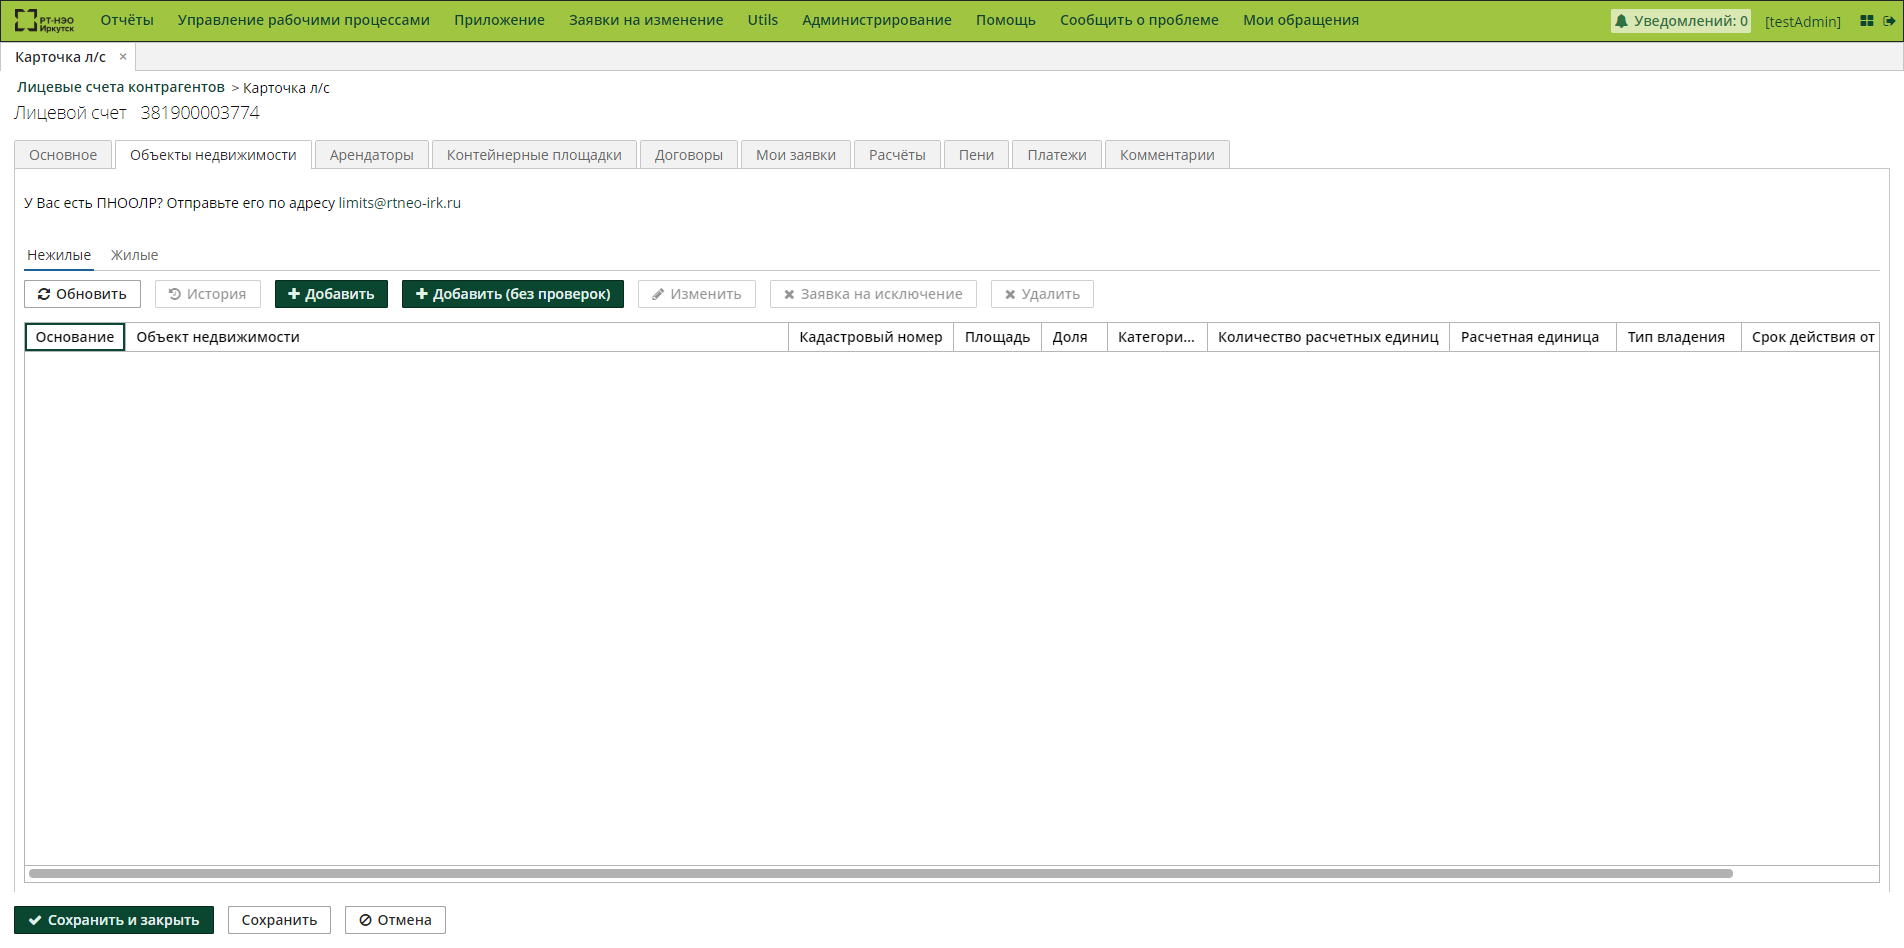 РТ-НЭО Иркутск Отчёты Управление рабочими процессами Приложение Заявки на изменение Utils Администрирование Помощь Сообщить о проблеме Мои обращения Уведомлений: 0 [testAdmin]
Карточка л/с ×
Лицевые счета контрагентов > Карточка л/с
Лицевой счет 381900003774
Основное Объекты недвижимости Арендаторы Контейнерные площадки Договоры Мои заявки Расчёты Пени Платежи Комментарии
У Вас есть ПНООЛР? Отправьте его по адресу limits@rtneo-irk.ru
Нежилые Жилые
Обновить История Добавить Добавить (без проверок) Изменить Заявка на исключение Удалить
Основание Объект недвижимости Кадастровый номер Площадь Доля Категори... Количество расчетных единиц Расчетная единица Тип владения Срок действия от
Сохранить и закрыть Сохранить Отмена